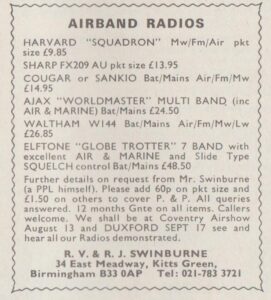 AIRBAND RADIOS
HARVARD "SQUADRON" Mw/Fm/Air pkt
size £9.85
SHARP FX209 AU pkt size £13.95
COUGAR or SANKIO Bat/Mains Air/Fm/Mw
£14.95
AJAX "WORLDMASTER" MULTI BAND (inc
AIR & MARINE) Bat/Mains £24.50
WALTHAM W144 Bat/Mains Air/Fm/Mw/Lw
£26.85
ELFTONE "GLOBE TROTTER" 7 BAND with
excellent AIR & MARINE and Slide Type
SQUELCH control Bat/Mains £48.50
Further details on request from Mr. Swinburne
(a PPL himself). Please add 60p on pkt size and
£1.50 on others to cover P. & P. All queries
answered. 12 months Gnte on all items. Callers
welcome. We shall be at Coventry Airshow
August 13 and DUXFORD SEPT 17 see and
hear all our Radios demonstrated.
R. V. & R. J. SWINBURNE
34 East Meadway, Kitts Green,
Birmingham B33 0AP Tel: 021-783 3721